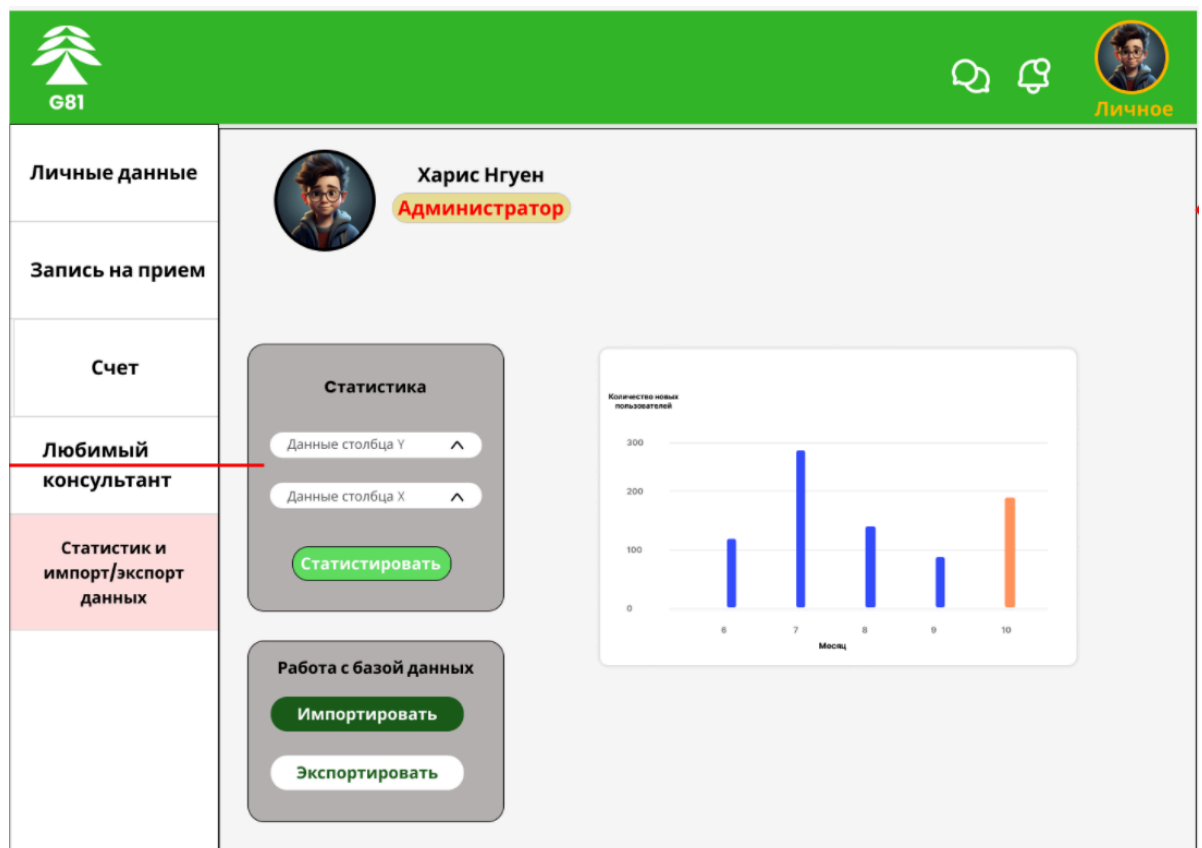 G81
Личное
Личные данные
Запись на прием
Счет
Любимый
консультант
Статистик и
импорт/экспорт
данных
Харис Нгуен
Администратор
Статистика
Данные столбца Y
Данные столбца X
Статистировать
Работа с базой данных
Импортировать
Экспортировать
Количество новых
пользователей
300
200
100
0
6 7 8 9 10
Месяц